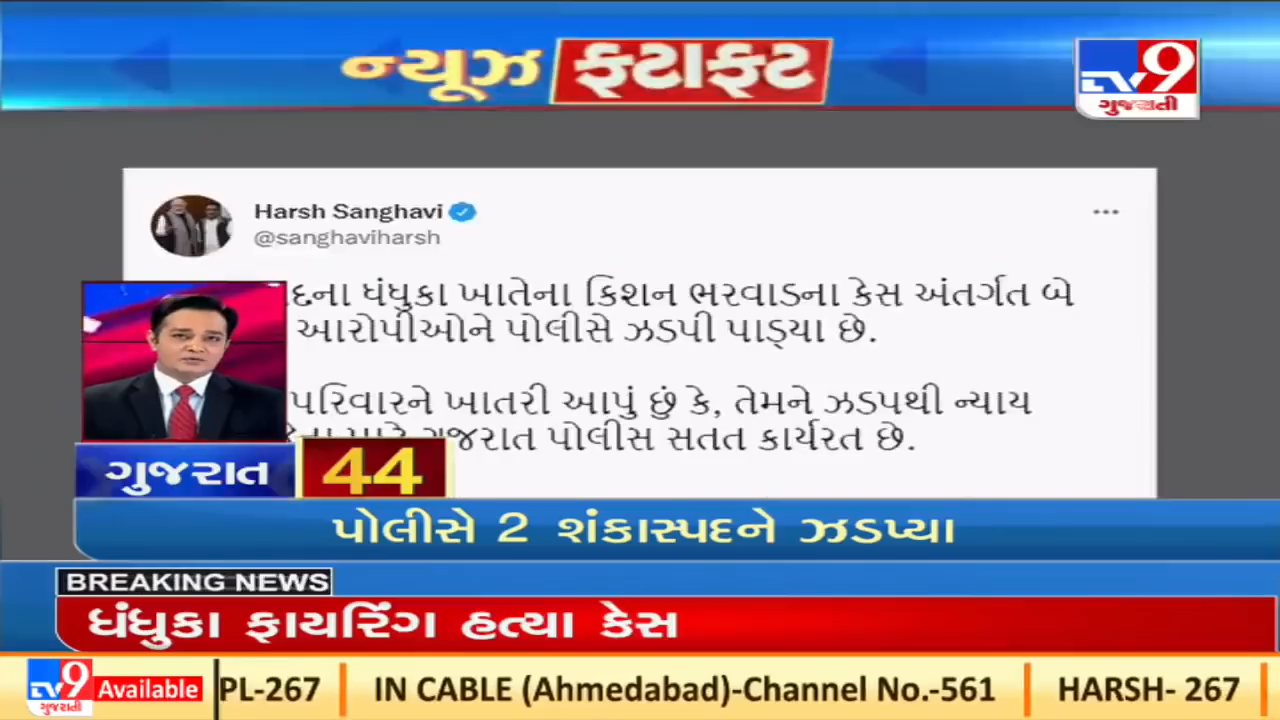 ન્યૂઝ ફટાફટ
TV9
ગુજરાતી
Harsh Sanghavi
@sanghaviharsh
ધંધુકા ખાતેના કિશન ભરવાડના કેસ અંતર્ગત બે
આરોપીઓને પોલીસે ઝડપી પાડ્યા છે.
પરિવારને ખાતરી આપું છું કે, તેમને ઝડપથી ન્યાય
ગુજરાત પોલીસ સતત કાર્યરત છે.
ગુજરાત 44
પોલીસે 2 શંકાસ્પદને ઝડપ્યા
BREAKING NEWS
ધંધુકા ફાયરિંગ હત્યા કેસ
TV9 ગુજરાતી Available PL-267 IN CABLE (Ahmedabad)-Channel No.-561 HARSH- 267